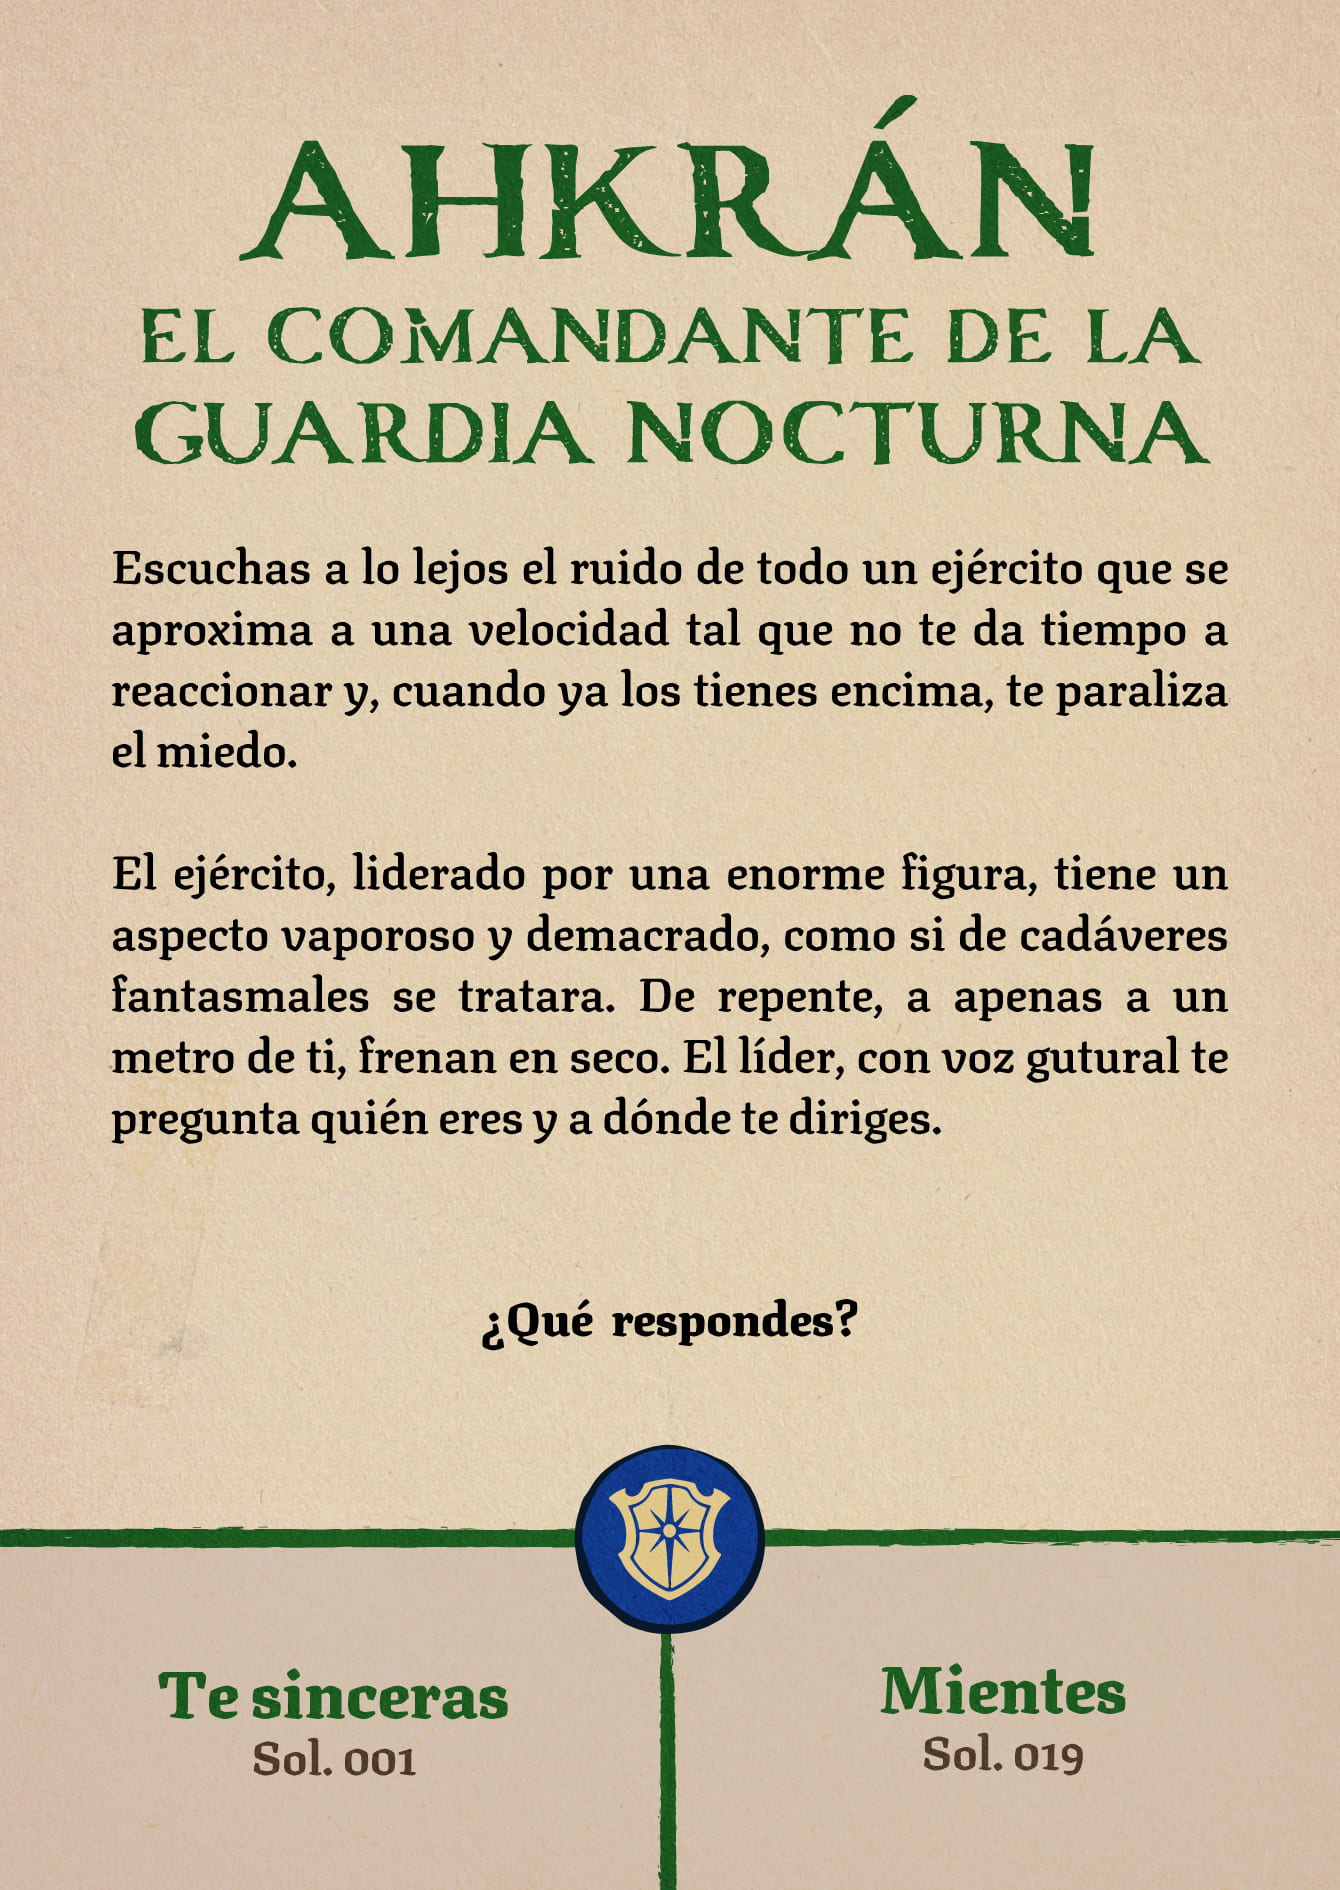 AHKRÁN
EL COMANDANTE DE LA
GUARDIA NOCTURNA
Escuchas a lo lejos el ruido de todo un ejército que se
aproxima a una velocidad tal que no te da tiempo a
reaccionar y, cuando ya los tienes encima, te paraliza
el miedo.
El ejército, liderado por una enorme figura, tiene un
aspecto vaporoso y demacrado, como si de cadáveres
fantasmales se tratara. De repente, a apenas a un
metro de ti, frenan en seco. El líder, con voz gutural te
pregunta quién eres y a dónde te diriges.
¿Qué respondes?
Te sinceras
Sol. 001
Mientes
Sol. 019